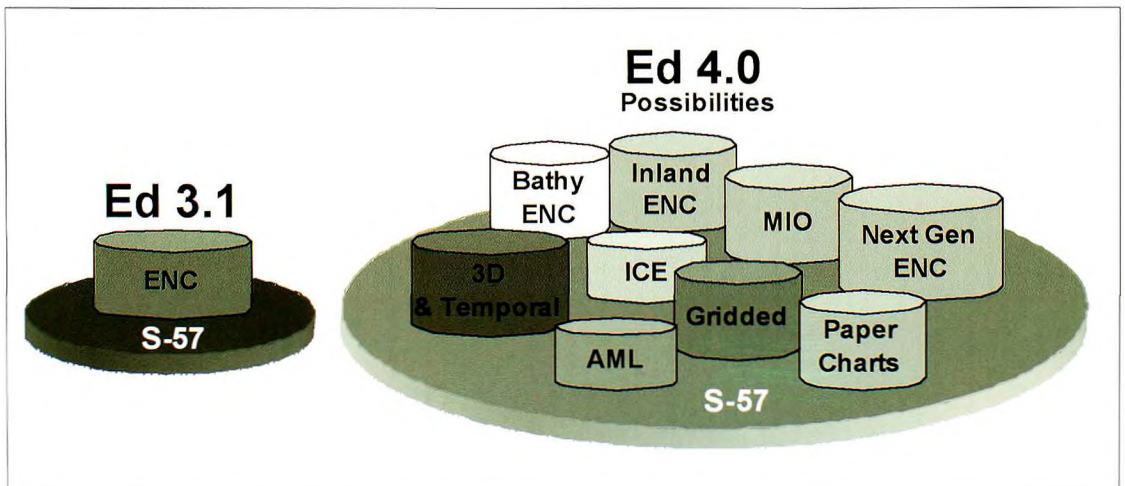 Ed 3.1
ENC
S-57
Ed 4.0
Possibilities
Bathy
ENC
Inland
ENC
MIO
Next Gen
ENC
3D
& Temporal
ICE
Gridded
Paper
Charts
AML
S-57